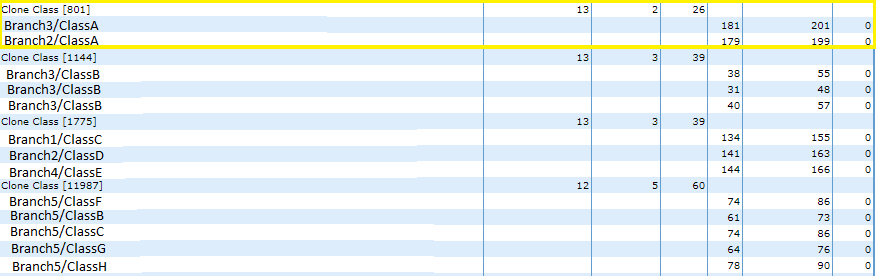 Clone Class [801] 13 2 26
Branch3/ClassA 181 201 0
Branch2/ClassA 179 199 0
Clone Class [1144] 13 3 39
Branch3/ClassB 38 55 0
Branch3/ClassB 31 48 0
Branch3/ClassB 40 57 0
Clone Class [1775] 13 3 39
Branch1/ClassC 134 155 0
Branch2/ClassD 141 163 0
Branch4/ClassE 144 166 0
Clone Class [11987] 12 5 60
Branch5/ClassF 74 86 0
Branch5/ClassB 61 73 0
Branch5/ClassC 74 86 0
Branch5/ClassG 64 76 0
Branch5/ClassH 78 90 0